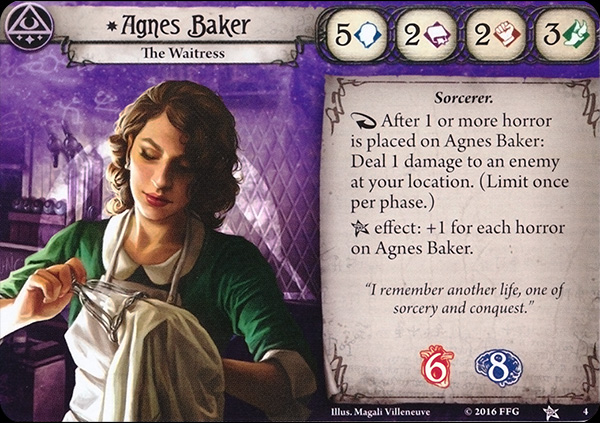 Agnes Baker
The Waitress
5 2 2 3
Sorcerer.
After 1 or more horror
is placed on Agnes Baker:
Deal 1 damage to an enemy
at your location. (Limit once
per phase.)
effect: +1 for each horror
on Agnes Baker.
“I remember another life, one of
sorcery and conquest.”
6 8
Illus. Magali Villeneuve © 2016 FFG 4